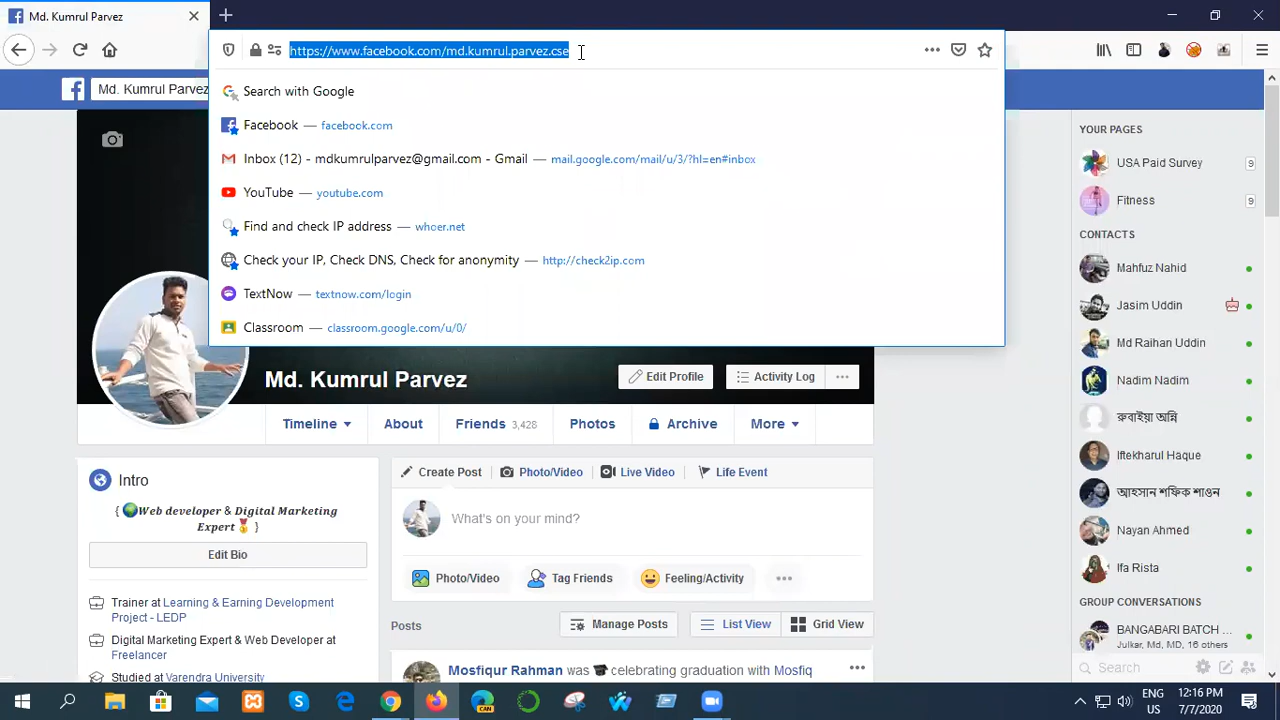 Md. Kumrul Parvez
https://www.facebook.com/md.kumrul.parvez.cse
Md. Kumrul Parvez
Search with Google
Facebook — facebook.com
Inbox (12) - mdkumrulparvez@gmail.com - Gmail — mail.google.com/mail/u/3/?hl=en#inbox
YouTube — youtube.com
Find and check IP address — whoer.net
Check your IP, Check DNS, Check for anonymity — http://check2ip.com
TextNow — textnow.com/login
Classroom — classroom.google.com/u/0/
Md. Kumrul Parvez
Edit Profile
Activity Log
Timeline
About
Friends 3,428
Photos
Archive
More
Intro
{ Web developer & Digital Marketing
Expert }
Edit Bio
Trainer at Learning & Earning Development
Project - LEDP
Digital Marketing Expert & Web Developer at
Freelancer
Studied at Varendra University
Create Post
Photo/Video
Live Video
Life Event
What's on your mind?
Photo/Video
Tag Friends
Feeling/Activity
Posts
Manage Posts
List View
Grid View
Mosfiqur Rahman was celebrating graduation with Mosfiq
YOUR PAGES
USA Paid Survey 9
Fitness 9
CONTACTS
Mahfuz Nahid
Jasim Uddin
Md Raihan Uddin
Nadim Nadim
রুবাইয়া অন্নি
Iftekharul Haque
আহসান শফিক শাওন
Nayan Ahmed
Ifa Rista
GROUP CONVERSATIONS
BANGABARI BATCH ...
Julkar, Md, MD, 16 others
Search
ENG
US
12:16 PM
7/7/2020
CAN